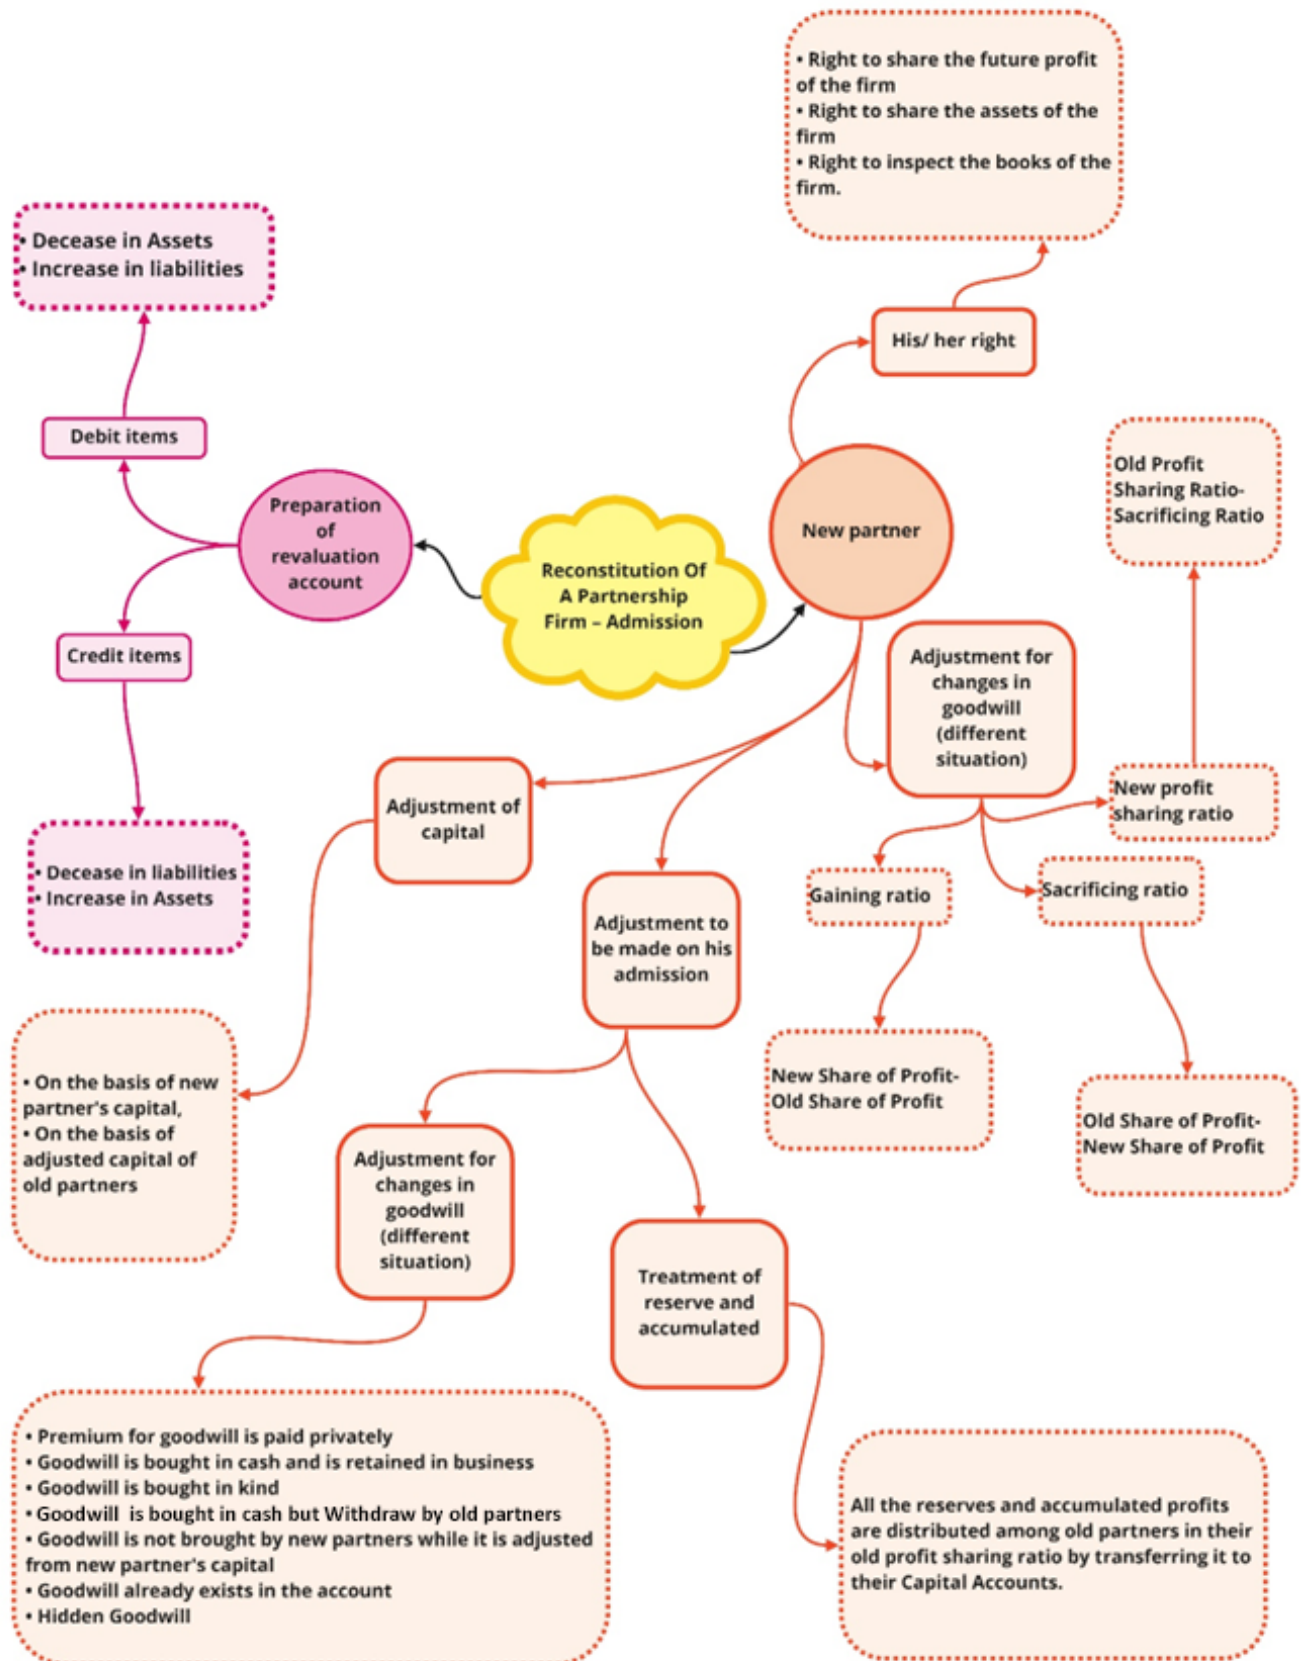 • Right to share the future profit
of the firm
• Right to share the assets of the
firm
• Right to inspect the books of the
firm.
• Decease in Assets
• Increase in liabilities
His/ her right
Debit items
Old Profit
Sharing Ratio-
Sacrificing Ratio
Preparation
of
revaluation
account
New partner
Reconstitution Of
A Partnership
Firm – Admission
Credit items
Adjustment for
changes in
goodwill
(different
situation)
Adjustment of
capital
New profit
sharing ratio
• Decease in liabilities
• Increase in Assets
Gaining ratio
Sacrificing ratio
Adjustment to
be made on his
admission
• On the basis of new
partner's capital,
• On the basis of
adjusted capital of
old partners
New Share of Profit-
Old Share of Profit
Old Share of Profit-
New Share of Profit
Adjustment for
changes in
goodwill
(different
situation)
Treatment of
reserve and
accumulated
• Premium for goodwill is paid privately
• Goodwill is bought in cash and is retained in business
• Goodwill is bought in kind
• Goodwill is bought in cash but Withdraw by old partners
• Goodwill is not brought by new partners while it is adjusted
from new partner's capital
• Goodwill already exists in the account
• Hidden Goodwill
All the reserves and accumulated profits
are distributed among old partners in their
old profit sharing ratio by transferring it to
their Capital Accounts.